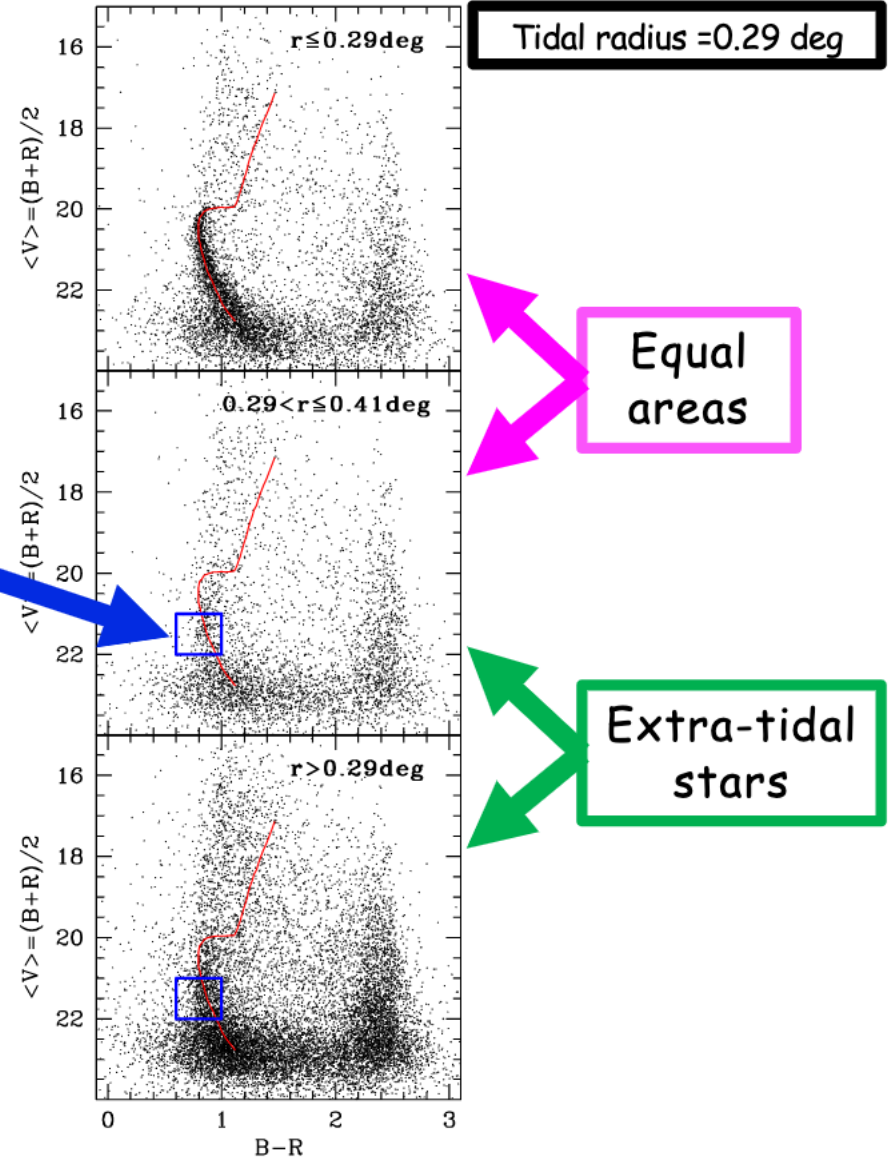 r≦0.29deg
Tidal radius =0.29 deg
16
18
20
22
<V>=(B+R)/2
Equal
areas
0.29<r≦0.41deg
16
18
20
22
<V>=(B+R)/2
Extra-tidal
stars
r>0.29deg
16
18
20
22
<V>=(B+R)/2
0
1
2
3
B-R